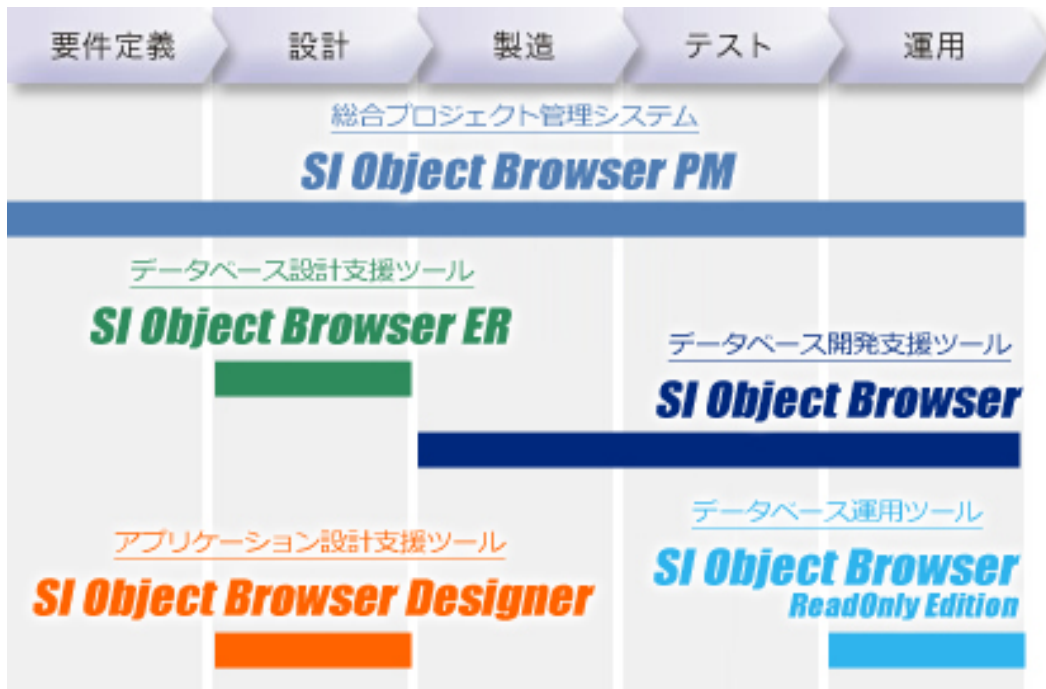 要件定義
設計
製造
テスト
運用
総合プロジェクト管理システム
SI Object Browser PM
データベース設計支援ツール
SI Object Browser ER
データベース開発支援ツール
SI Object Browser
データベース運用ツール
SI Object Browser
ReadOnly Edition
アプリケーション設計支援ツール
SI Object Browser Designer